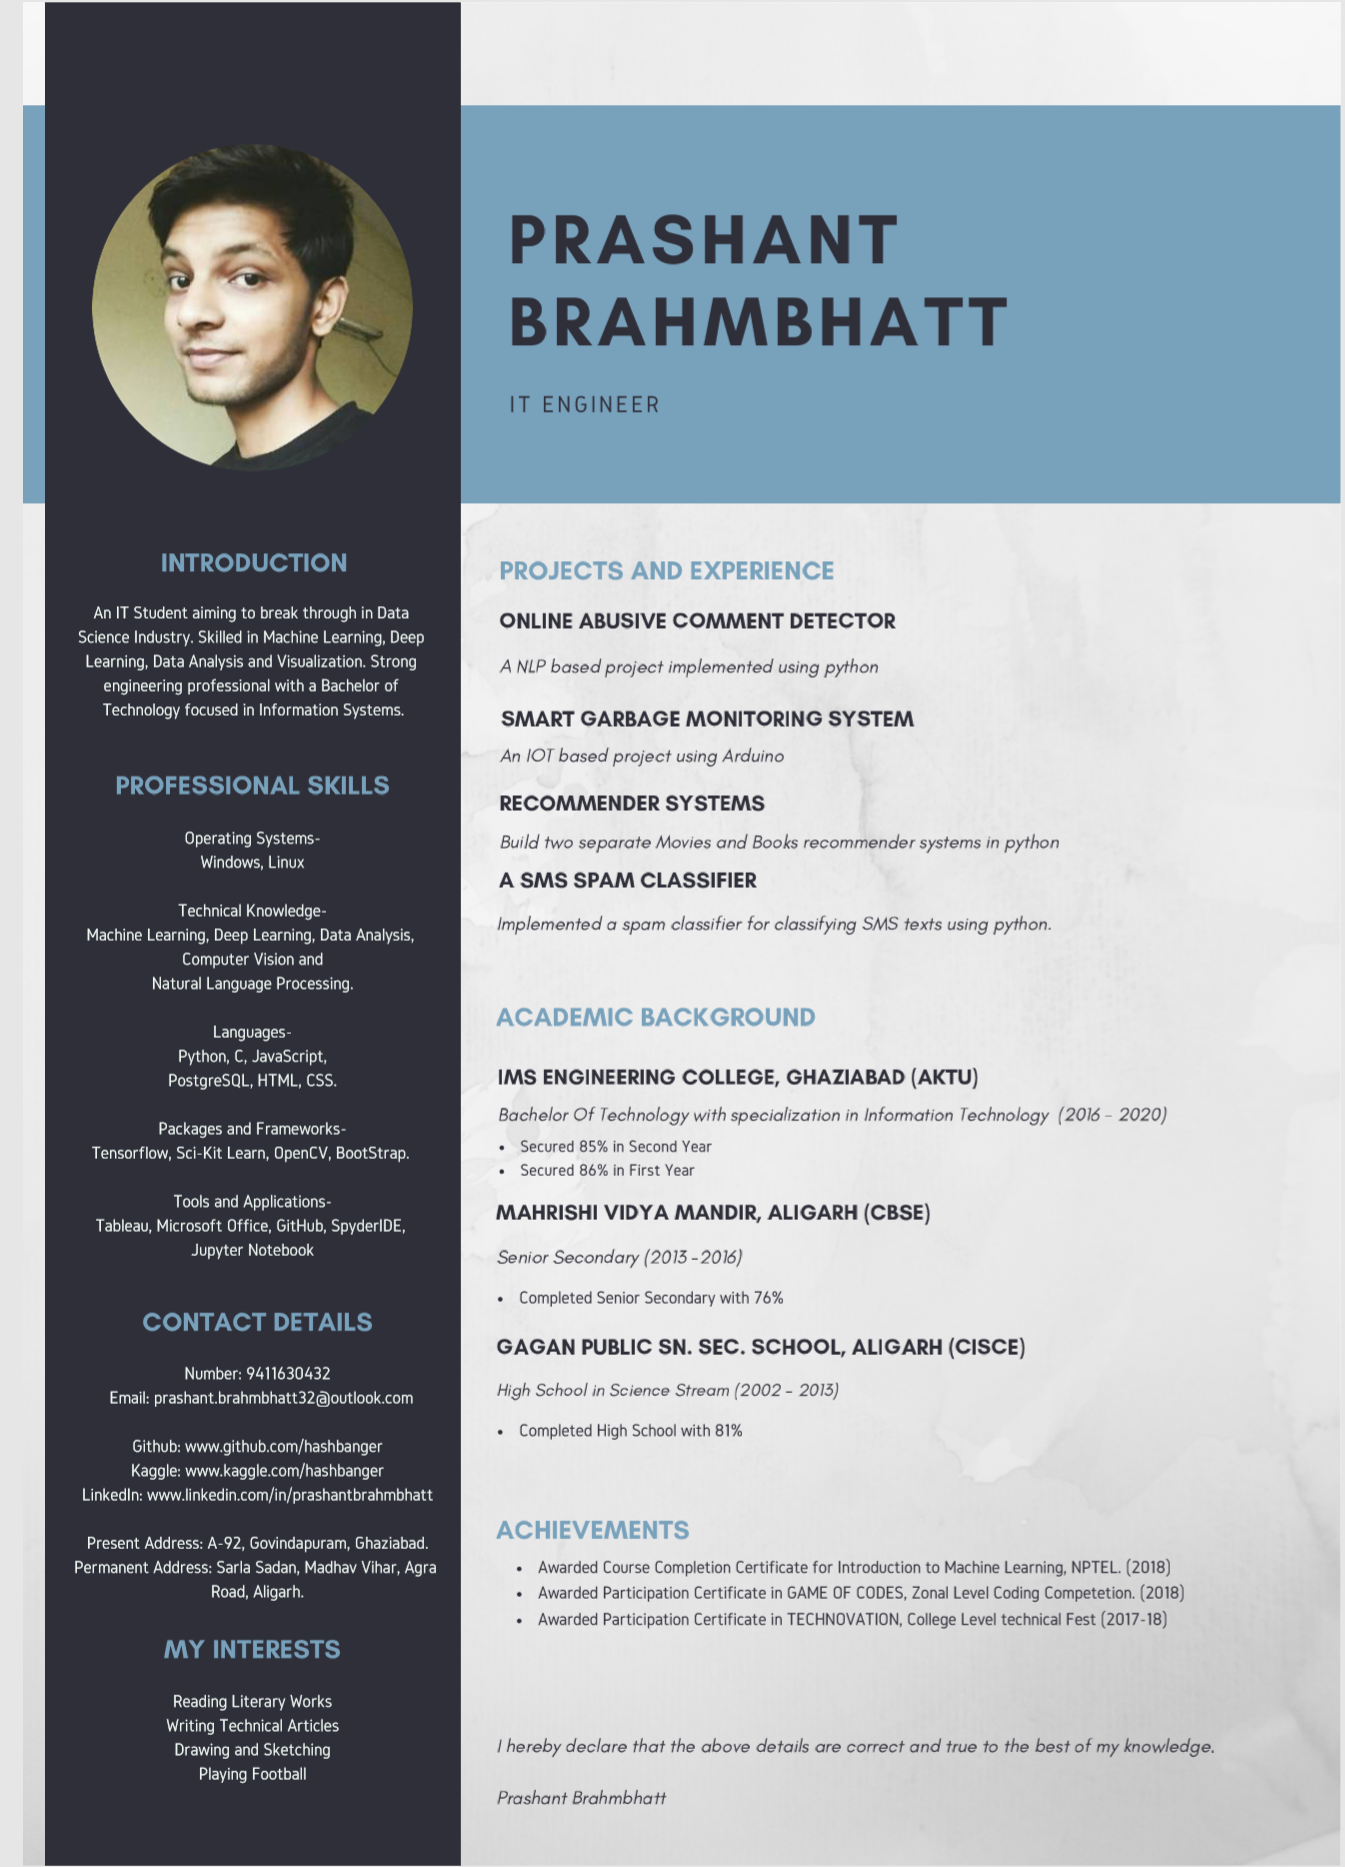 PRASHANT
BRAHMBHATT
IT ENGINEER
INTRODUCTION
An IT Student aiming to break through in Data
Science Industry. Skilled in Machine Learning, Deep
Learning, Data Analysis and Visualization. Strong
engineering professional with a Bachelor of
Technology focused in Information Systems.
PROFESSIONAL SKILLS
Operating Systems-
Windows, Linux
Technical Knowledge-
Machine Learning, Deep Learning, Data Analysis,
Computer Vision and
Natural Language Processing.
Languages-
Python, C, JavaScript,
PostgreSQL, HTML, CSS.
Packages and Frameworks-
Tensorflow, Sci-Kit Learn, OpenCV, BootStrap.
Tools and Applications-
Tableau, Microsoft Office, GitHub, SpyderIDE,
Jupyter Notebook
CONTACT DETAILS
Number: 9411630432
Email: prashant.brahmbhatt32@outlook.com
Github: www.github.com/hashbanger
Kaggle: www.kaggle.com/hashbanger
LinkedIn: www.linkedin.com/in/prashantbrahmbhatt
Present Address: A-92, Govindapuram, Ghaziabad.
Permanent Address: Sarla Sadan, Madhav Vihar, Agra
Road, Aligarh.
MY INTERESTS
Reading Literary Works
Writing Technical Articles
Drawing and Sketching
Playing Football
PROJECTS AND EXPERIENCE
ONLINE ABUSIVE COMMENT DETECTOR
A NLP based project implemented using python
SMART GARBAGE MONITORING SYSTEM
An IOT based project using Arduino
RECOMMENDER SYSTEMS
Build two separate Movies and Books recommender systems in python
A SMS SPAM CLASSIFIER
Implemented a spam classifier for classifying SMS texts using python.
ACADEMIC BACKGROUND
IMS ENGINEERING COLLEGE, GHAZIABAD (AKTU)
Bachelor Of Technology with specialization in Information Technology (2016 - 2020)
• Secured 85% in Second Year
• Secured 86% in First Year
MAHRISHI VIDYA MANDIR, ALIGARH (CBSE)
Senior Secondary (2013 -2016)
• Completed Senior Secondary with 76%
GAGAN PUBLIC SN. SEC. SCHOOL, ALIGARH (CISCE)
High School in Science Stream (2002 - 2013)
• Completed High School with 81%
ACHIEVEMENTS
• Awarded Course Completion Certificate for Introduction to Machine Learning, NPTEL. (2018)
• Awarded Participation Certificate in GAME OF CODES, Zonal Level Coding Competetion. (2018)
• Awarded Participation Certificate in TECHNOVATION, College Level technical Fest (2017-18)
I hereby declare that the above details are correct and true to the best of my knowledge.
Prashant Brahmbhatt